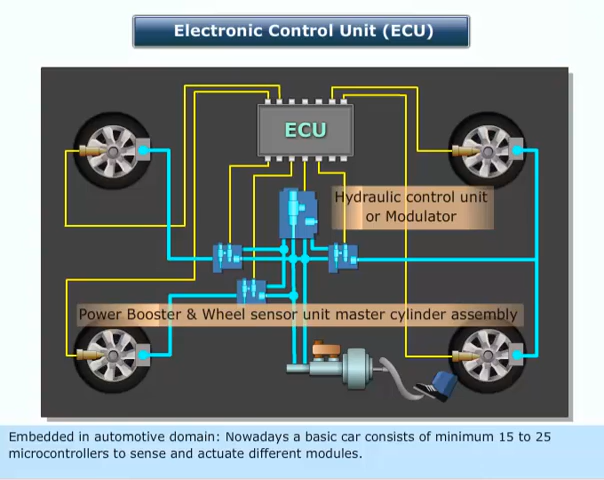 Electronic Control Unit (ECU)
ECU
Hydraulic control unit
or Modulator
Power Booster & Wheel sensor unit master cylinder assembly
Embedded in automotive domain: Nowadays a basic car consists of minimum 15 to 25
microcontrollers to sense and actuate different modules.